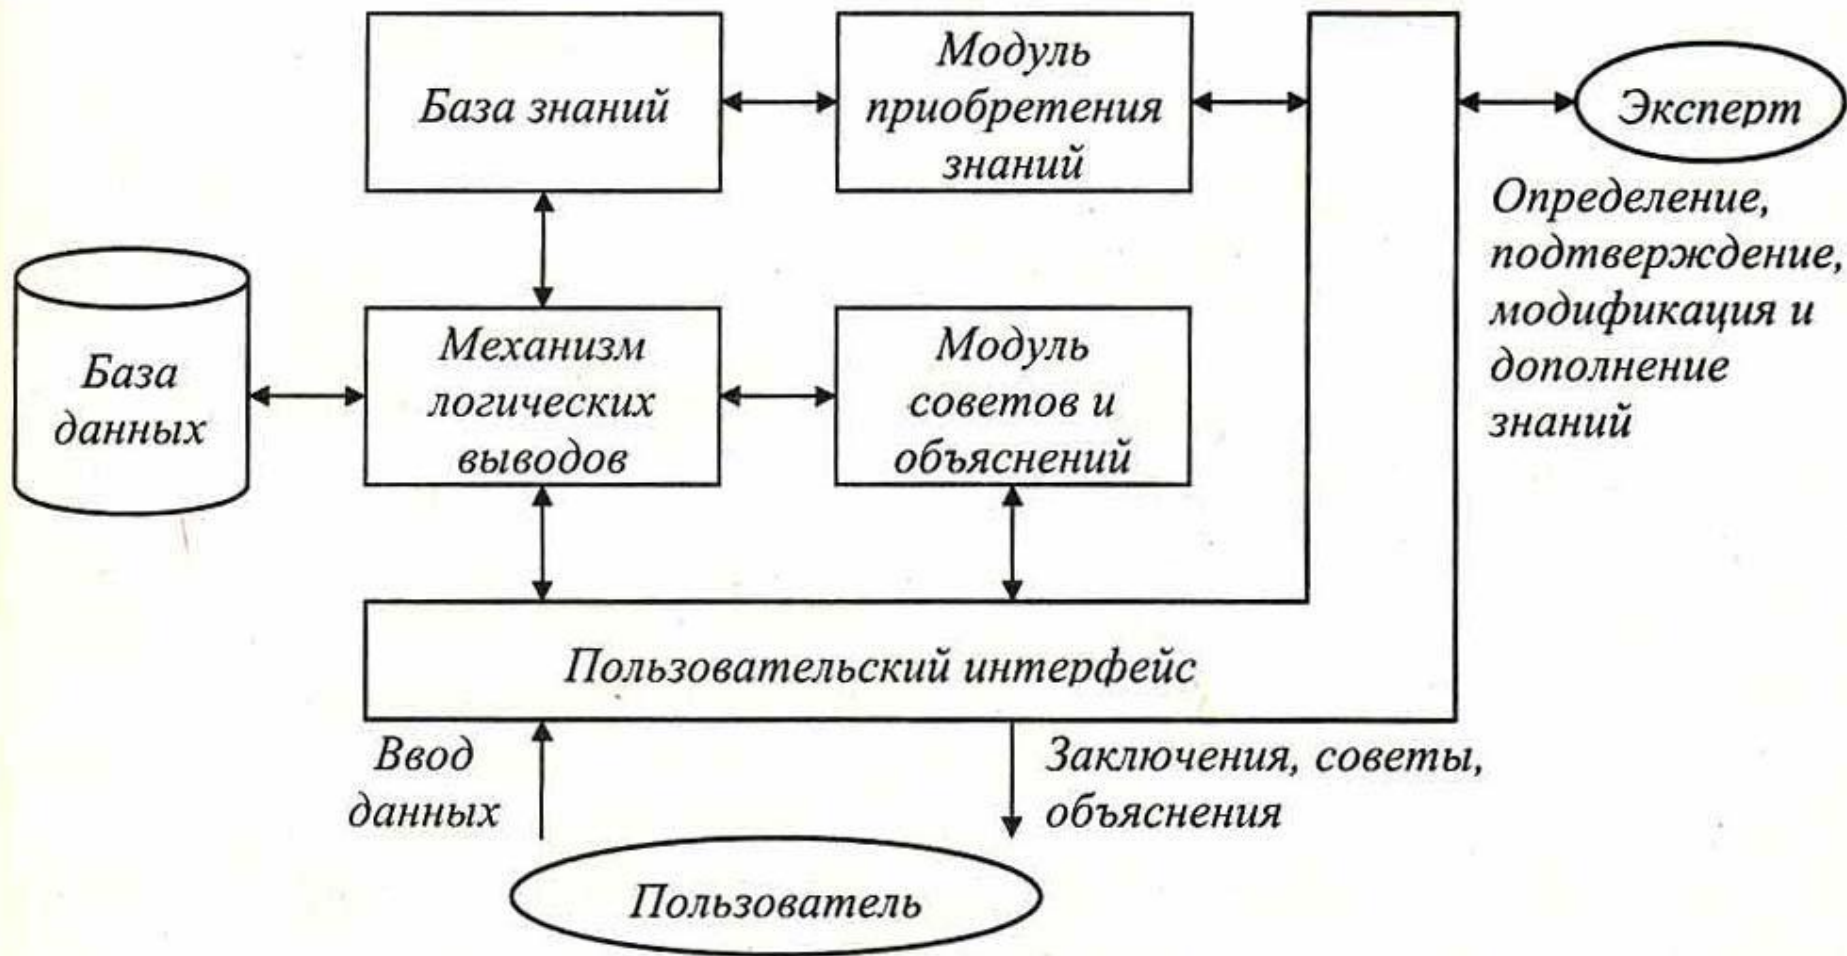 База знаний
Модуль
приобретения
знаний
Эксперт
Определение,
подтверждение,
модификация и
дополнение
знаний
База
данных
Механизм
логических
выводов
Модуль
советов и
объяснений
Пользовательский интерфейс
Ввод
данных
Заключения, советы,
объяснения
Пользователь